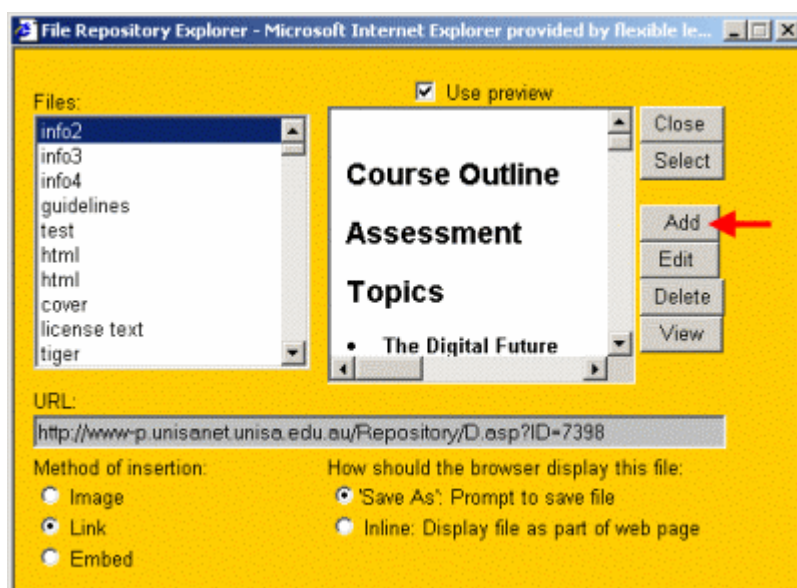 File Repository Explorer - Microsoft Internet Explorer provided by flexible le...
Use preview
Files:
info2
info3
info4
guidelines
test
html
html
cover
license text
tiger
Course Outline
Assessment
Topics
• The Digital Future
Close
Select
Add
Edit
Delete
View
URL:
http://www-p.unisanet.unisa.edu.au/Repository/D.asp?ID=7398
Method of insertion:
Image
Link
Embed
How should the browser display this file:
'Save As': Prompt to save file
Inline: Display file as part of web page